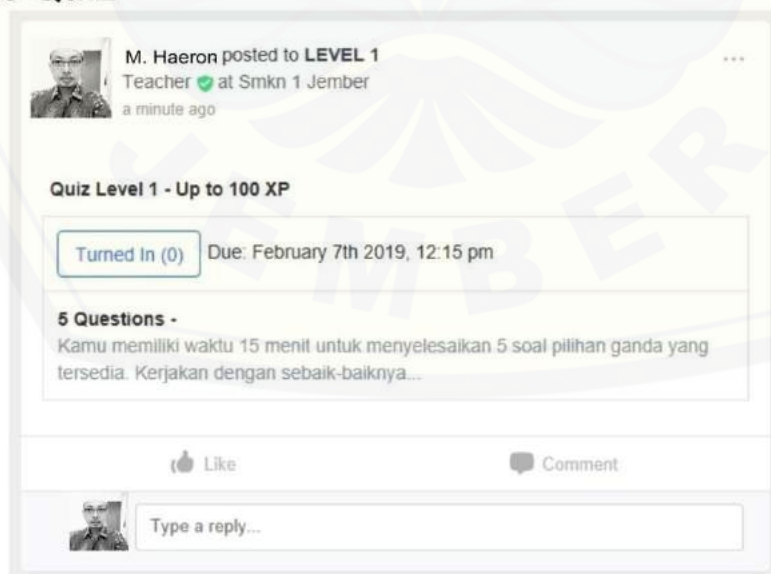 M. Haeron posted to LEVEL 1
Teacher at Smkn 1 Jember
a minute ago
Quiz Level 1 - Up to 100 XP
Turned In (0) Due: February 7th 2019, 12:15 pm
5 Questions -
Kamu memiliki waktu 15 menit untuk menyelesaikan 5 soal pilihan ganda yang
tersedia. Kerjakan dengan sebaik-baiknya...
Like Comment
Type a reply...
JEMBER